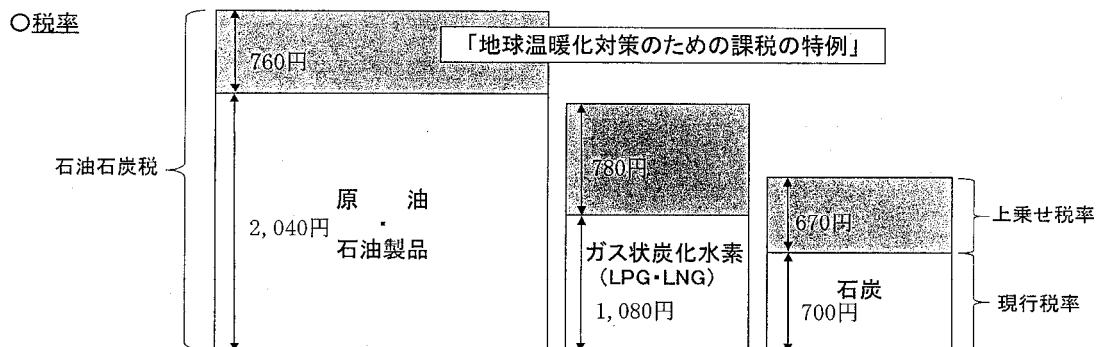 ○税率
「地球温暖化対策のための課税の特例」
760円
780円
石油石炭税
原 油
・
石油製品
2,040円
670円
上乗せ税率
ガス状炭化水素
(LPG・LNG)
1,080円
石炭
700円
現行税率